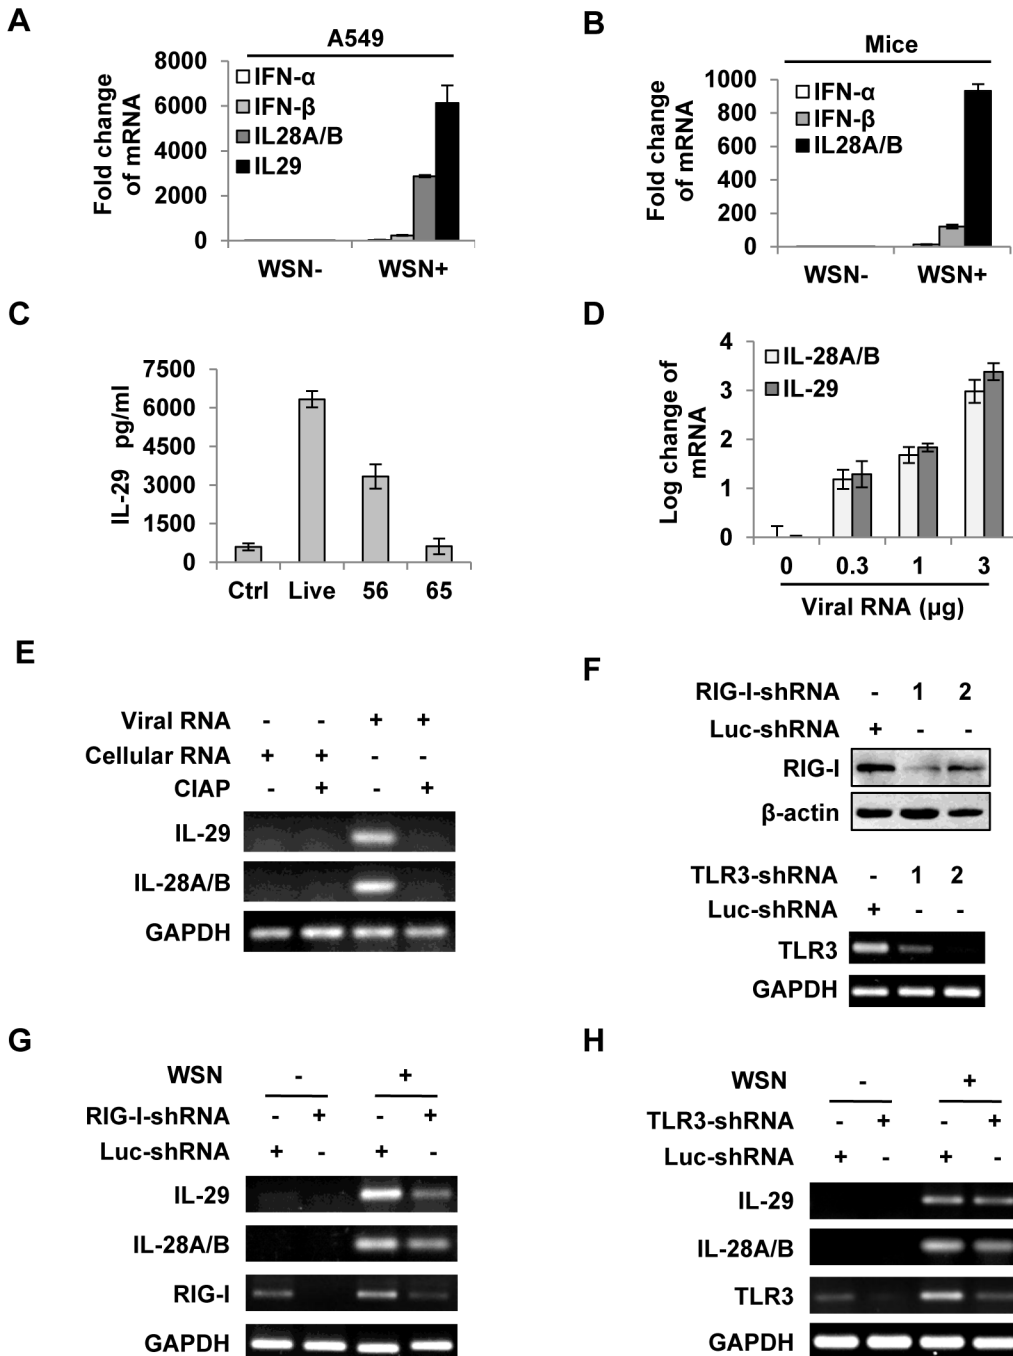 A
A549
8000
6000
4000
2000
0
Fold change
of mRNA
IFN-α
IFN-β
IL28A/B
IL29
WSN-
WSN+
B
Mice
1000
800
600
400
200
0
Fold change
of mRNA
IFN-α
IFN-β
IL28A/B
WSN-
WSN+
C
7500
6000
4500
3000
1500
0
IL-29 pg/ml
Ctrl Live 56 65
D
4
3
2
1
0
Log change of
mRNA
IL-28A/B
IL-29
0 0.3 1 3
Viral RNA (μg)
E
Viral RNA - - + +
Cellular RNA + + - -
CIAP - + - +
IL-29
IL-28A/B
GAPDH
F
RIG-I-shRNA - 1 2
Luc-shRNA + - -
RIG-I
β-actin
TLR3-shRNA - 1 2
Luc-shRNA + - -
TLR3
GAPDH
G
WSN - +
RIG-I-shRNA - + - +
Luc-shRNA + - + -
IL-29
IL-28A/B
RIG-I
GAPDH
H
WSN - +
TLR3-shRNA - + - +
Luc-shRNA + - + -
IL-29
IL-28A/B
TLR3
GAPDH